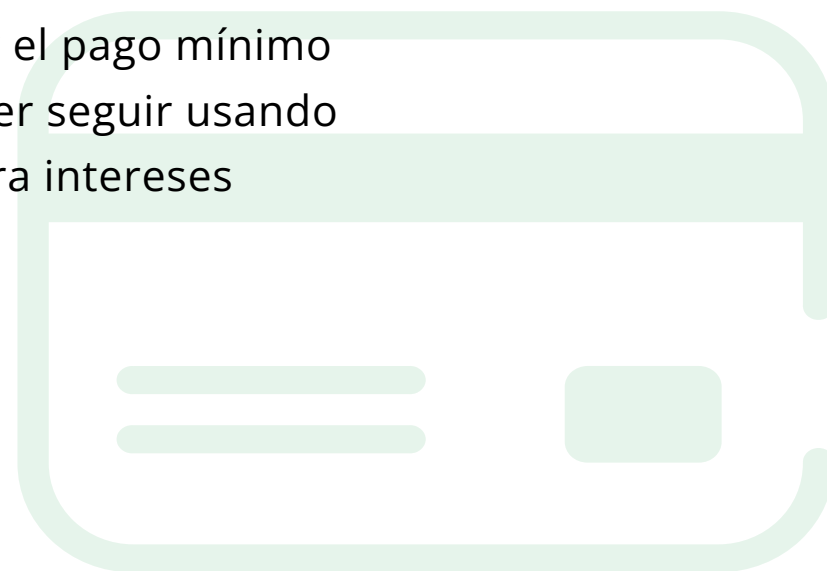 el pago mínimo
er seguir usando
ra intereses